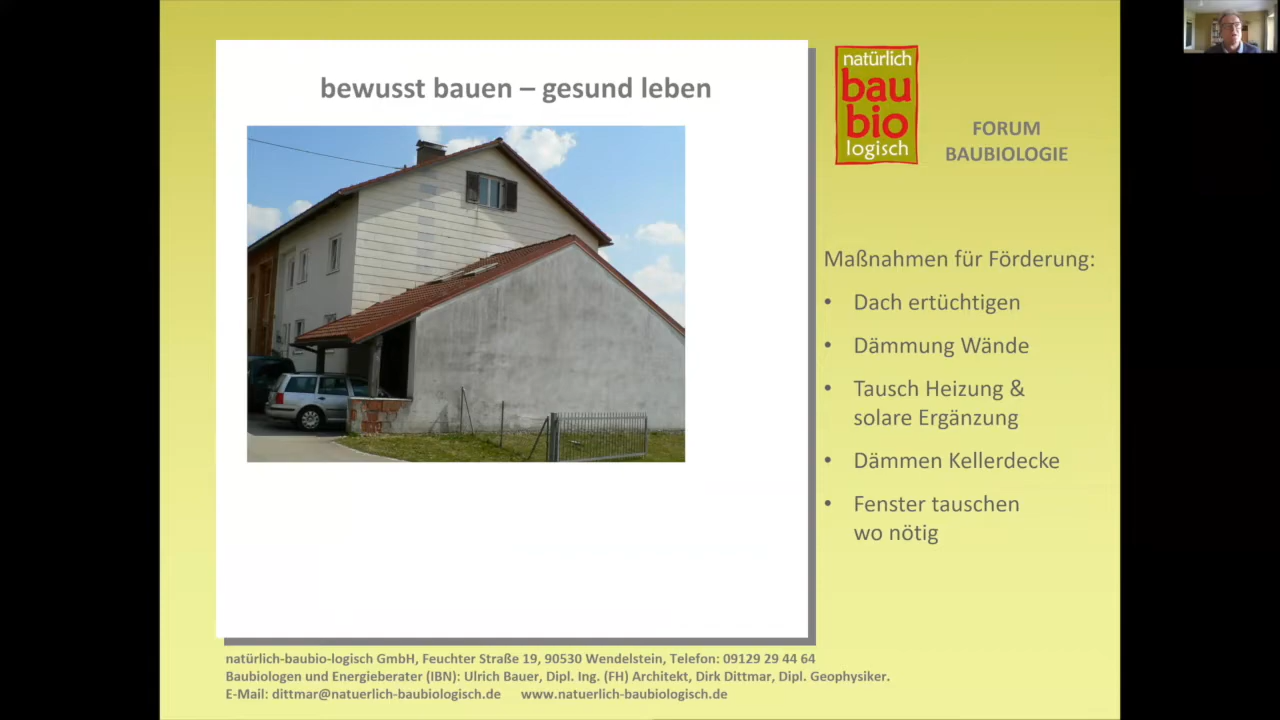 bewusst bauen – gesund leben
natürlich
bau
bio
logisch
FORUM
BAUBIOLOGIE
Maßnahmen für Förderung:
• Dach ertüchtigen
• Dämmung Wände
• Tausch Heizung &
solare Ergänzung
• Dämmen Kellerdecke
• Fenster tauschen
wo nötig
natürlich-baubio-logisch GmbH, Feuchter Straße 19, 90530 Wendelstein, Telefon: 09129 29 44 64
Baubiologen und Energieberater (IBN): Ulrich Bauer, Dipl. Ing. (FH) Architekt, Dirk Dittmar, Dipl. Geophysiker.
E-Mail: dittmar@natuerlich-baubiologisch.de www.natuerlich-baubiologisch.de